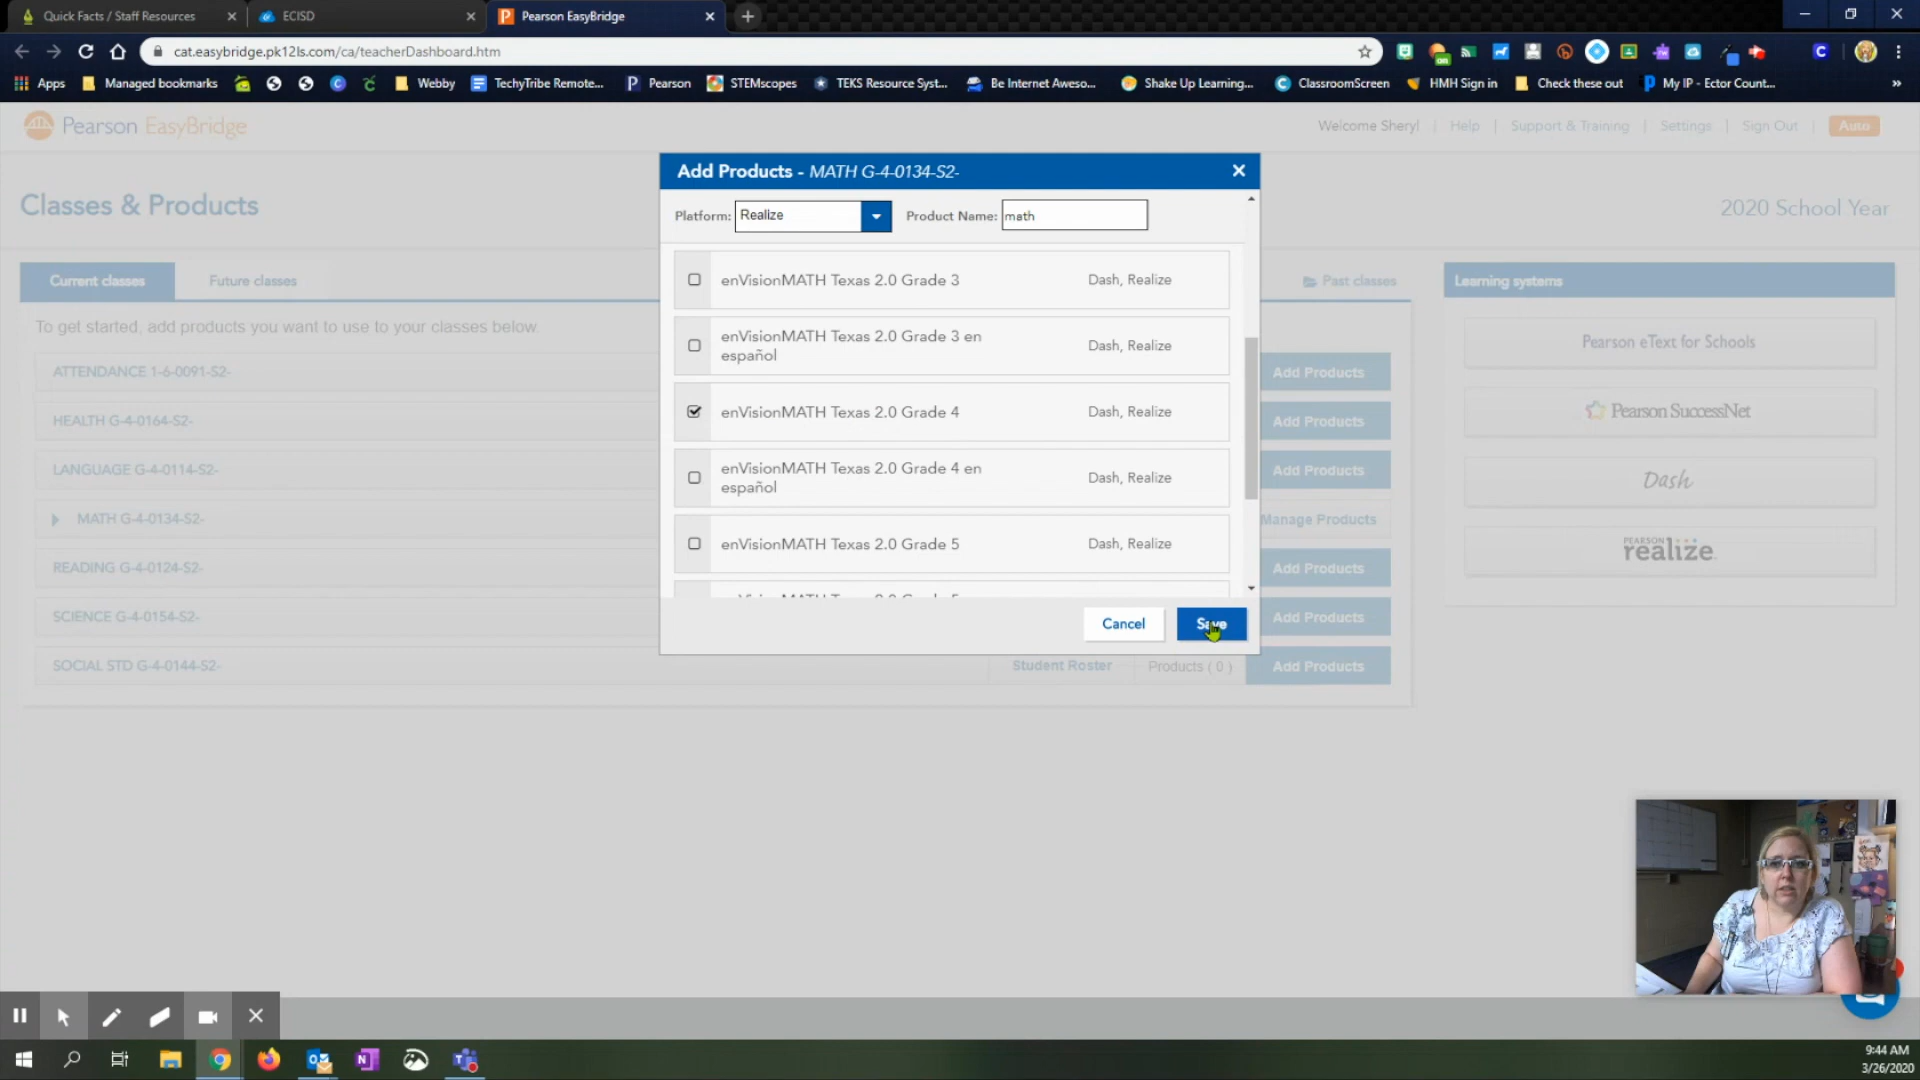 Quick Facts / Staff Resources
ECISD
Pearson EasyBridge
cat.easybridge.pk12ls.com/ca/teacherDashboard.htm
Apps
Managed bookmarks
Webby
TechyTribe Remote...
Pearson
STEMscopes
TEKS Resource Syst...
Be Internet Aweso...
Shake Up Learning...
ClassroomScreen
HMH Sign in
Check these out
My IP - Ector Count...
»
Pearson EasyBridge
Welcome Sheryl | Help | Support & Training | Settings | Sign Out | Auto
Classes & Products
2020 School Year
Add Products - MATH G-4-0134-S2-
Platform: Realize
Product Name: math
enVisionMATH Texas 2.0 Grade 3
Dash, Realize
enVisionMATH Texas 2.0 Grade 3 en
español
Dash, Realize
enVisionMATH Texas 2.0 Grade 4
Dash, Realize
enVisionMATH Texas 2.0 Grade 4 en
español
Dash, Realize
enVisionMATH Texas 2.0 Grade 5
Dash, Realize
Cancel
Save
Current classes
Future classes
Past classes
To get started, add products you want to use to your classes below.
ATTENDANCE 1-6-0091-S2-
Add Products
HEALTH G-4-0164-S2-
Add Products
LANGUAGE G-4-0114-S2-
Add Products
MATH G-4-0134-S2-
Manage Products
READING G-4-0124-S2-
Add Products
SCIENCE G-4-0154-S2-
Add Products
SOCIAL STD G-4-0144-S2-
Student Roster
Products ( 0 )
Add Products
Learning systems
Pearson eText for Schools
Pearson SuccessNet
Dash
PEARSON
realize
9:44 AM
3/26/2020